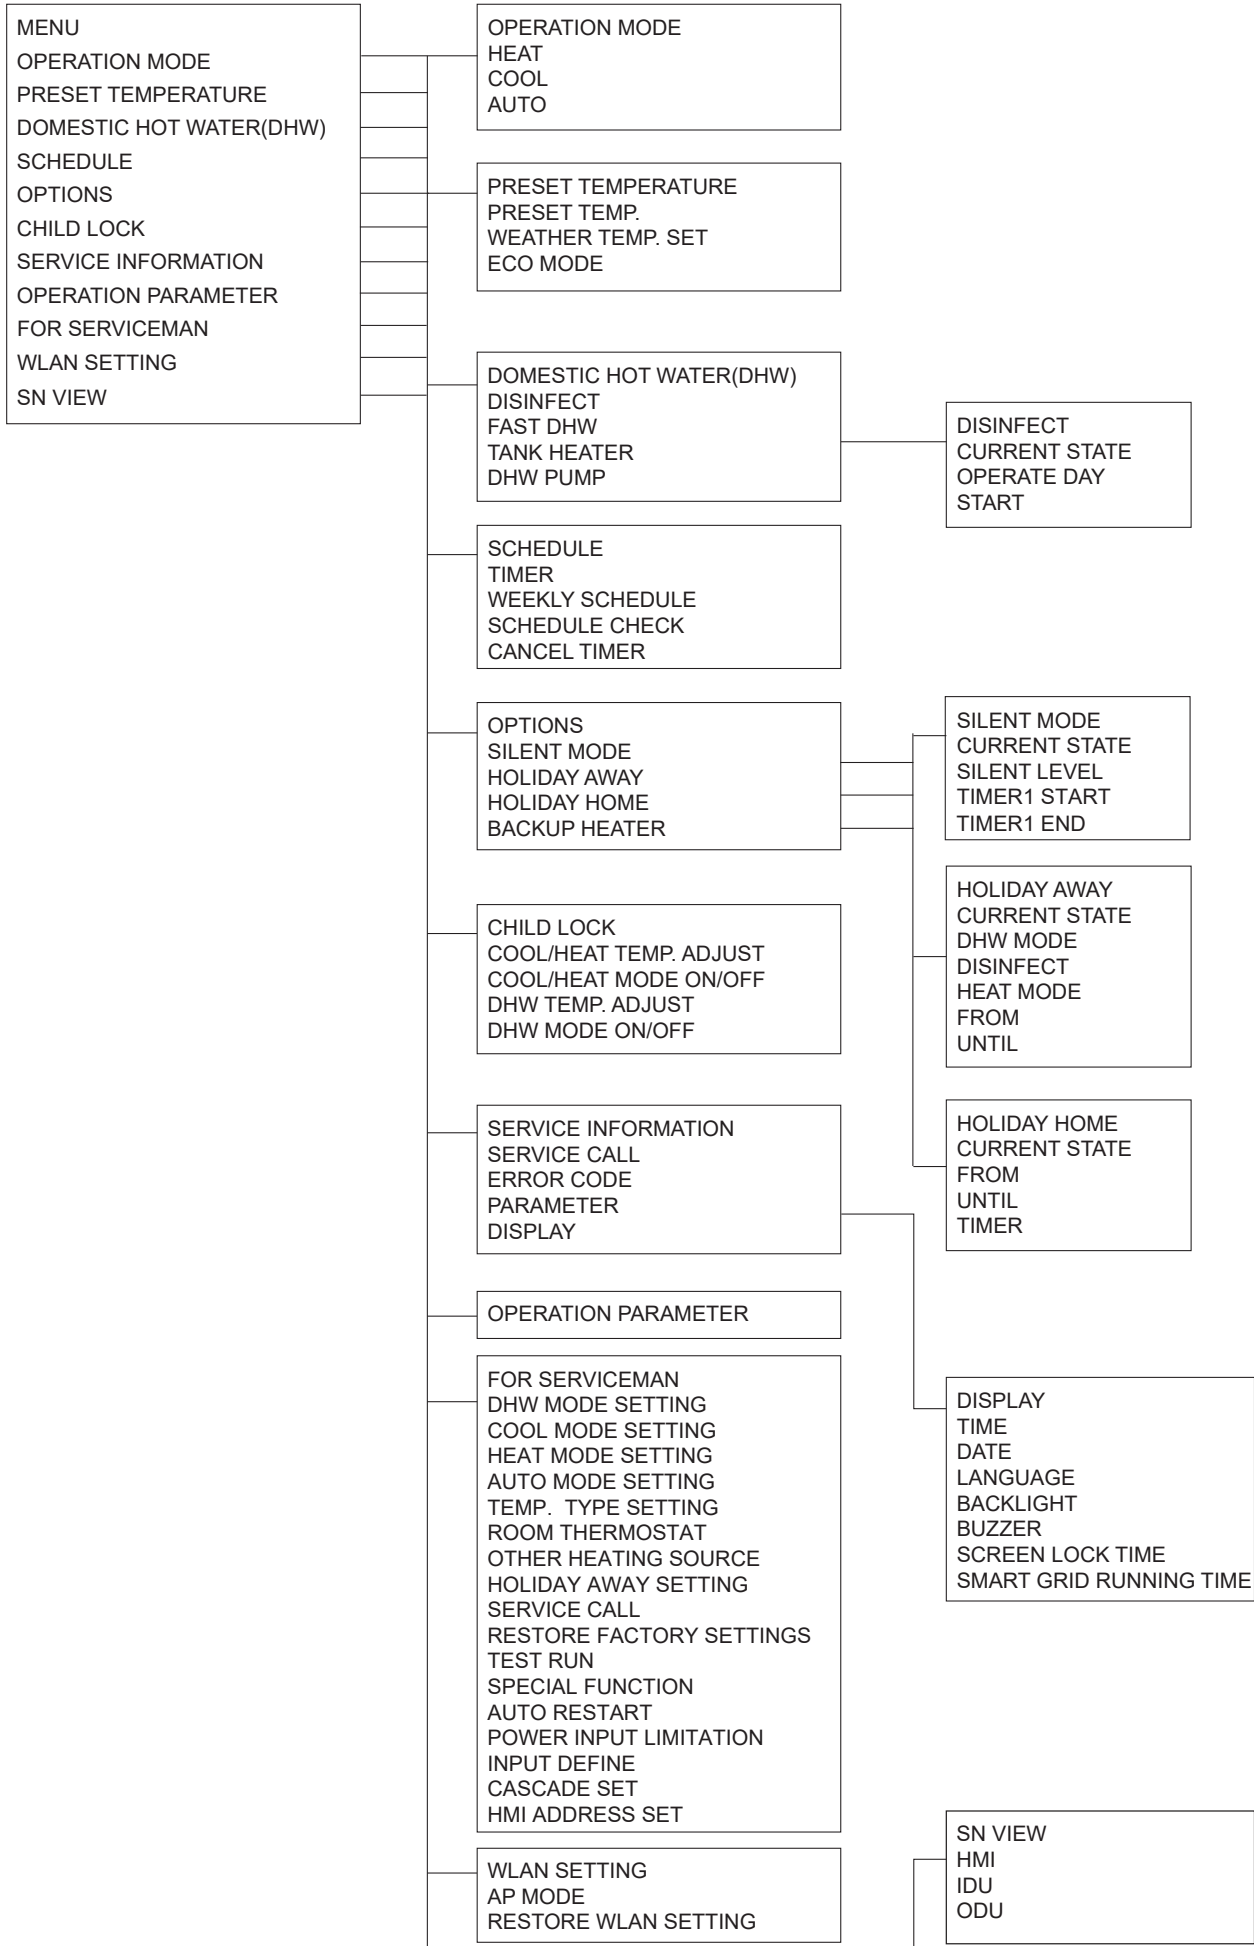 MENU
OPERATION MODE
PRESET TEMPERATURE
DOMESTIC HOT WATER(DHW)
SCHEDULE
OPTIONS
CHILD LOCK
SERVICE INFORMATION
OPERATION PARAMETER
FOR SERVICEMAN
WLAN SETTING
SN VIEW
OPERATION MODE
HEAT
COOL
AUTO
PRESET TEMPERATURE
PRESET TEMP.
WEATHER TEMP. SET
ECO MODE
DOMESTIC HOT WATER(DHW)
DISINFECT
FAST DHW
TANK HEATER
DHW PUMP
DISINFECT
CURRENT STATE
OPERATE DAY
START
SCHEDULE
TIMER
WEEKLY SCHEDULE
SCHEDULE CHECK
CANCEL TIMER
OPTIONS
SILENT MODE
HOLIDAY AWAY
HOLIDAY HOME
BACKUP HEATER
SILENT MODE
CURRENT STATE
SILENT LEVEL
TIMER1 START
TIMER1 END
HOLIDAY AWAY
CURRENT STATE
DHW MODE
DISINFECT
HEAT MODE
FROM
UNTIL
HOLIDAY HOME
CURRENT STATE
FROM
UNTIL
TIMER
CHILD LOCK
COOL/HEAT TEMP. ADJUST
COOL/HEAT MODE ON/OFF
DHW TEMP. ADJUST
DHW MODE ON/OFF
SERVICE INFORMATION
SERVICE CALL
ERROR CODE
PARAMETER
DISPLAY
DISPLAY
TIME
DATE
LANGUAGE
BACKLIGHT
BUZZER
SCREEN LOCK TIME
SMART GRID RUNNING TIME
OPERATION PARAMETER
FOR SERVICEMAN
DHW MODE SETTING
COOL MODE SETTING
HEAT MODE SETTING
AUTO MODE SETTING
TEMP. TYPE SETTING
ROOM THERMOSTAT
OTHER HEATING SOURCE
HOLIDAY AWAY SETTING
SERVICE CALL
RESTORE FACTORY SETTINGS
TEST RUN
SPECIAL FUNCTION
AUTO RESTART
POWER INPUT LIMITATION
INPUT DEFINE
CASCADE SET
HMI ADDRESS SET
WLAN SETTING
AP MODE
RESTORE WLAN SETTING
SN VIEW
HMI
IDU
ODU